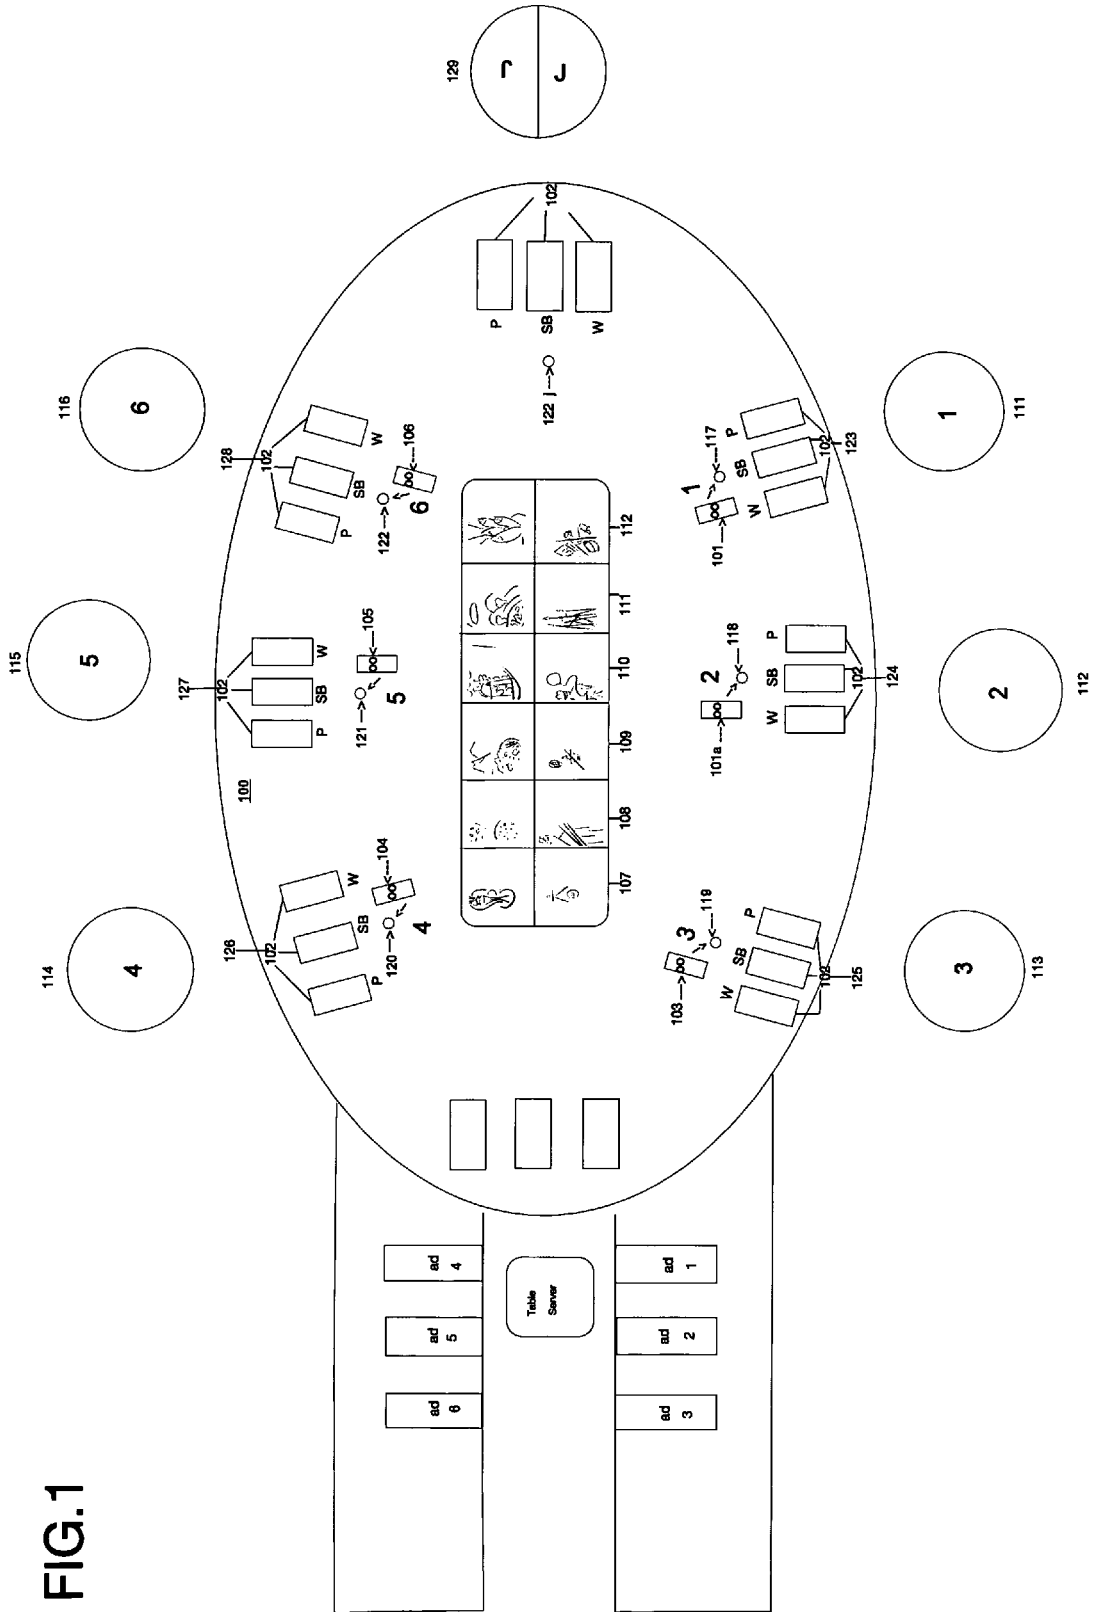 FIG.1
114
115
116
129
4
5
6
J
J
126
127
128
102
102
102
100
P
SB
W
P
SB
W
P
SB
W
120
104
121
105
122
106
4
5
6
ad 4
ad 5
ad 6
Table
Server
P
SB
W
102
122 j
107
108
109
110
111
112
ad 1
ad 2
ad 3
103
119
101a
118
101
117
3
2
1
W
SB
P
W
SB
P
W
SB
P
102
102
102
125
124
123
3
2
1
113
112
111